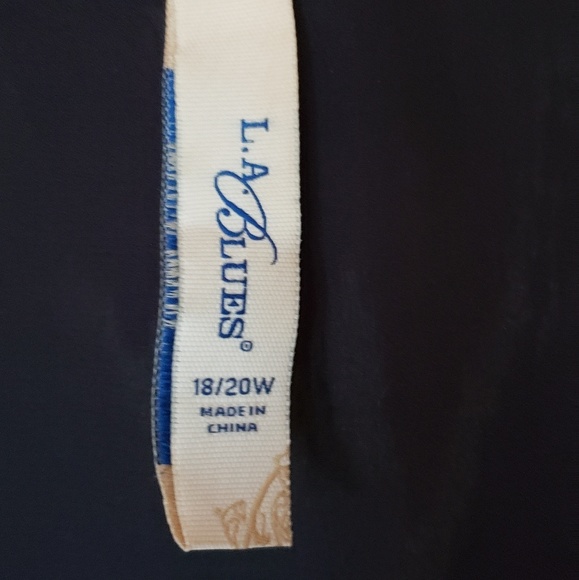 L.A. BLUES®
18/20W
MADE IN
CHINA